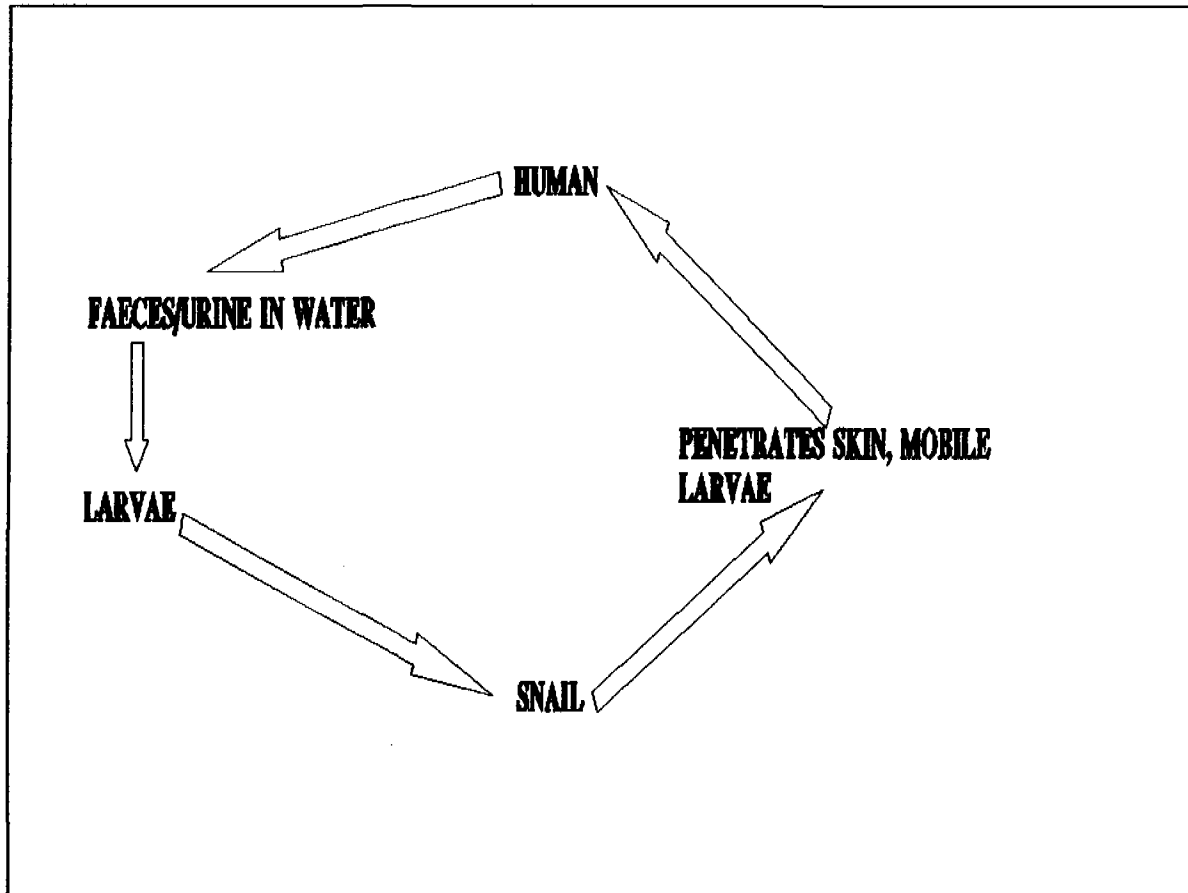 HUMAN
FAECES/URINE IN WATER
PENETRATES SKIN, MOBILE
LARVAE
LARVAE
SNAIL